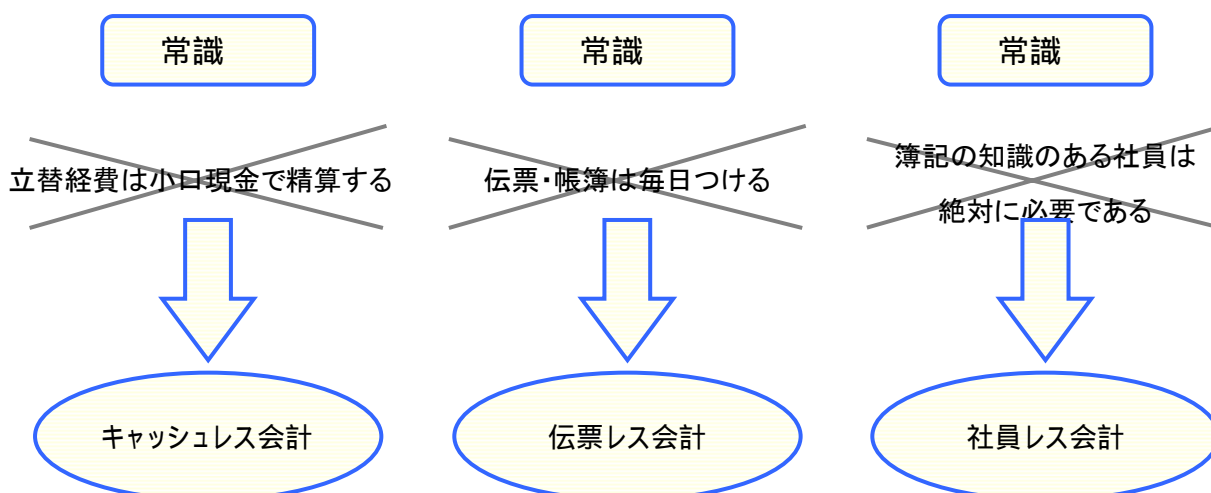 常識
常識
常識
立替経費は小口現金で精算する
伝票・帳簿は毎日つける
簿記の知識のある社員は
絶対に必要である
キャッシュレス会計
伝票レス会計
社員レス会計